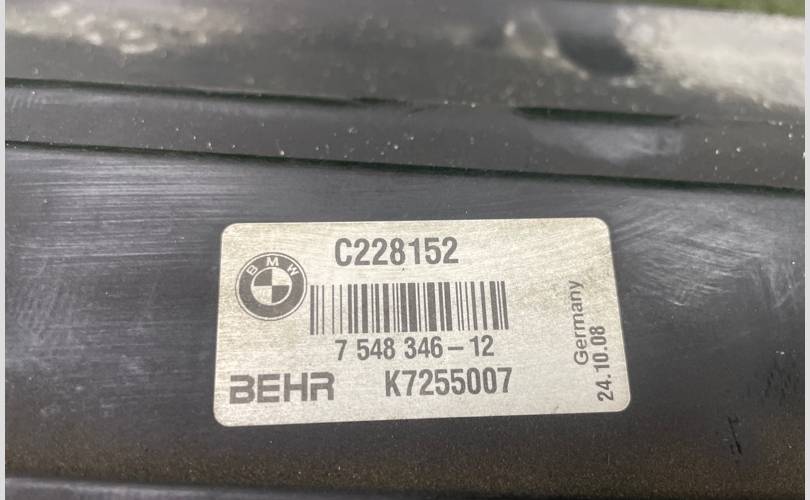 C228152
BMW
7 548 346-12
BEHR K7255007
Germany
24.10.08